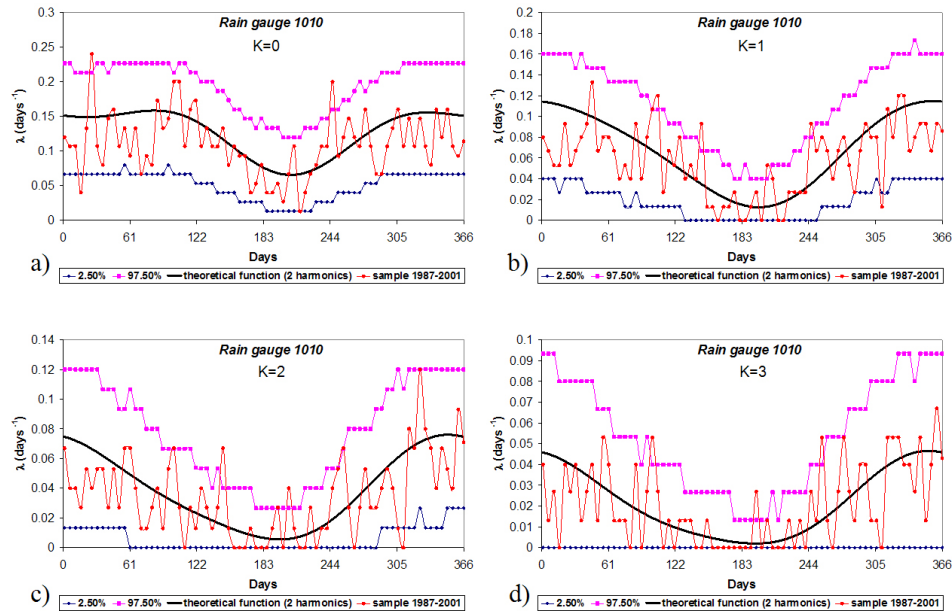 Rain gauge 1010
K=0
0.3
0.25
0.2
0.15
0.1
0.05
0
λ (days ⁻¹)
0 61 122 183 244 305 366
Days
a)
2.50% 97.50% theoretical function (2 harmonics) sample 1987-2001
Rain gauge 1010
K=1
0.2
0.18
0.16
0.14
0.12
0.1
0.08
0.06
0.04
0.02
0
λ (days ⁻¹)
0 61 122 183 244 305 366
Days
b)
2.50% 97.50% theoretical function (2 harmonics) sample 1987-2001
Rain gauge 1010
K=2
0.14
0.12
0.1
0.08
0.06
0.04
0.02
0
λ (days ⁻¹)
0 61 122 183 244 305 366
Days
c)
2.50% 97.50% theoretical function (2 harmonics) sample 1987-2001
Rain gauge 1010
K=3
0.1
0.09
0.08
0.07
0.06
0.05
0.04
0.03
0.02
0.01
0
λ (days ⁻¹)
0 61 122 183 244 305 366
Days
d)
2.50% 97.50% theoretical function (2 harmonics) sample 1987-2001